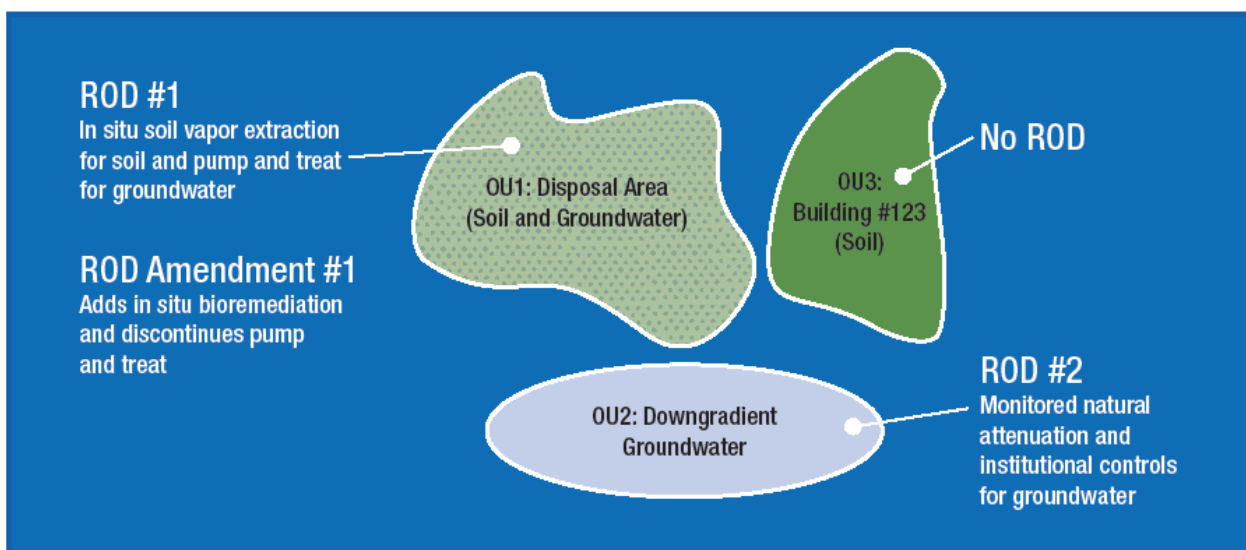 ROD #1
In situ soil vapor extraction
for soil and pump and treat
for groundwater
ROD Amendment #1
Adds in situ bioremediation
and discontinues pump
and treat
OU1: Disposal Area
(Soil and Groundwater)
OU3:
Building #123
(Soil)
No ROD
OU2: Downgradient
Groundwater
ROD #2
Monitored natural
attenuation and
institutional controls
for groundwater